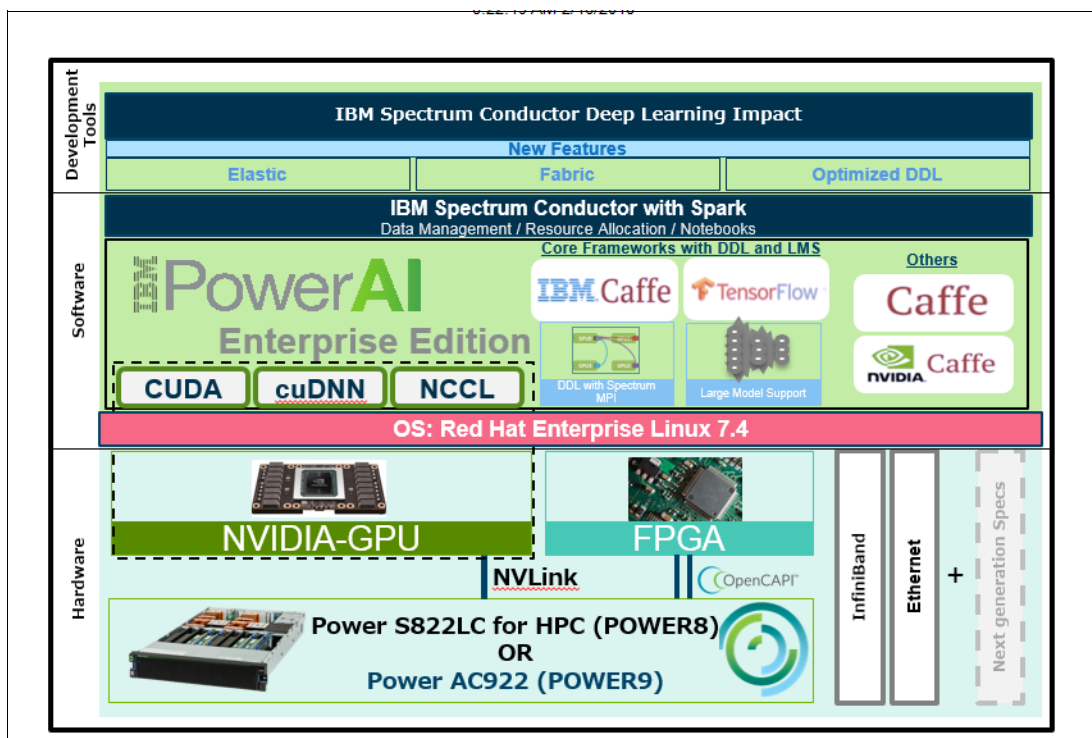 Development
Tools
IBM Spectrum Conductor Deep Learning Impact
New Features
Elastic
Fabric
Optimized DDL
Software
IBM Spectrum Conductor with Spark
Data Management / Resource Allocation / Notebooks
IBM PowerAI
Enterprise Edition
Core Frameworks with DDL and LMS
IBM Caffe
TensorFlow
Others
Caffe
NVIDIA Caffe
DDL with Spectrum
MPI
Large Model Support
CUDA
cuDNN
NCCL
OS: Red Hat Enterprise Linux 7.4
Hardware
NVIDIA-GPU
FPGA
NVLink
OpenCAPI
Power S822LC for HPC (POWER8)
OR
Power AC922 (POWER9)
InfiniBand
Ethernet
+
Next generation Specs